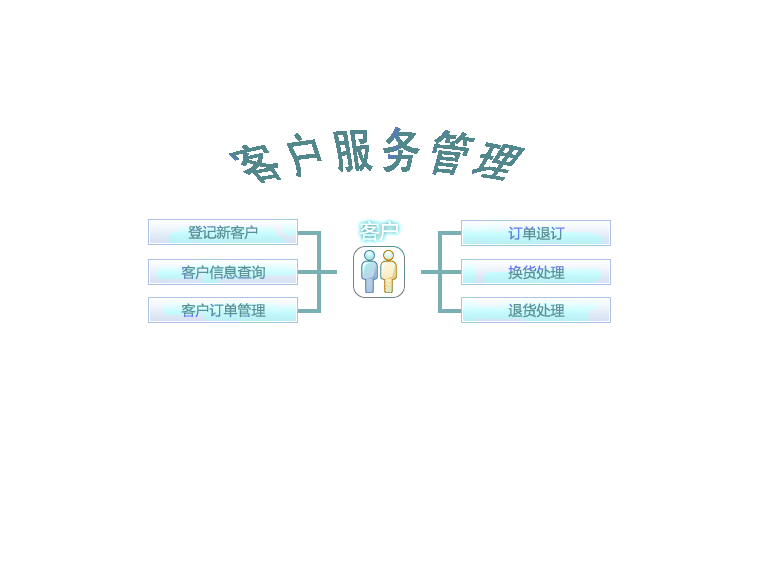 客户服务管理
客户
登记新客户
客户信息查询
客户订单管理
订单退订
换货处理
退货处理